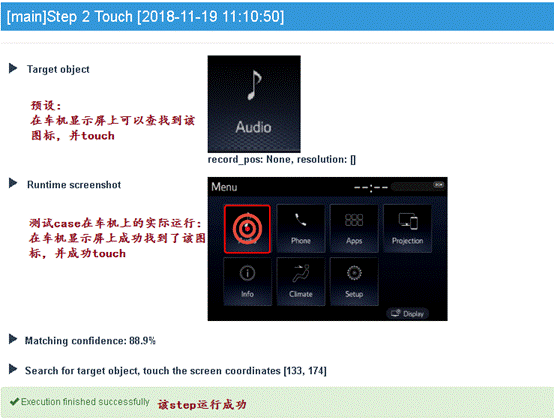 [main]Step 2 Touch [2018-11-19 11:10:50]
Target object
预设：
在车机显示屏上可以查找到该
图标，并touch
Audio
record_pos: None, resolution: []
Runtime screenshot
测试case在车机上的实际运行：
在车机显示屏上成功找到了该图
标，并成功touch
Menu
--:--
Phone
Apps
Projection
Info
Climate
Setup
Display
Matching confidence: 88.9%
Search for target object, touch the screen coordinates [133, 174]
Execution finished successfully 该step运行成功